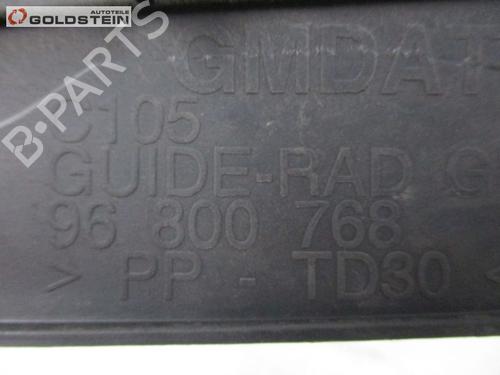 AUTOTEILE
GOLDSTEIN
GMDAT
C105
GUIDE-RAD G
96 800 768
> PP - TD30 <
B-PARTS